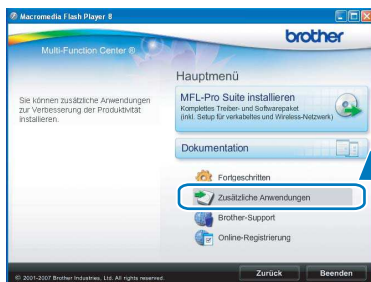 Macromedia Flash Player 8
brother
Multi-Function Center ®
Hauptmenü
Sie können zusätzliche Anwendungen
zur Verbesserung der Produktivität
installieren.
MFL-Pro Suite installieren
Komplettes Treiber- und Softwarepaket
(inkl. Setup für verkabeltes und Wireless-Netzwerk)
Dokumentation
Fortgeschritten
Zusätzliche Anwendungen
Brother-Support
Online-Registrierung
© 2001-2007 Brother Industries, Ltd. All rights reserved.
Zurück
Beenden